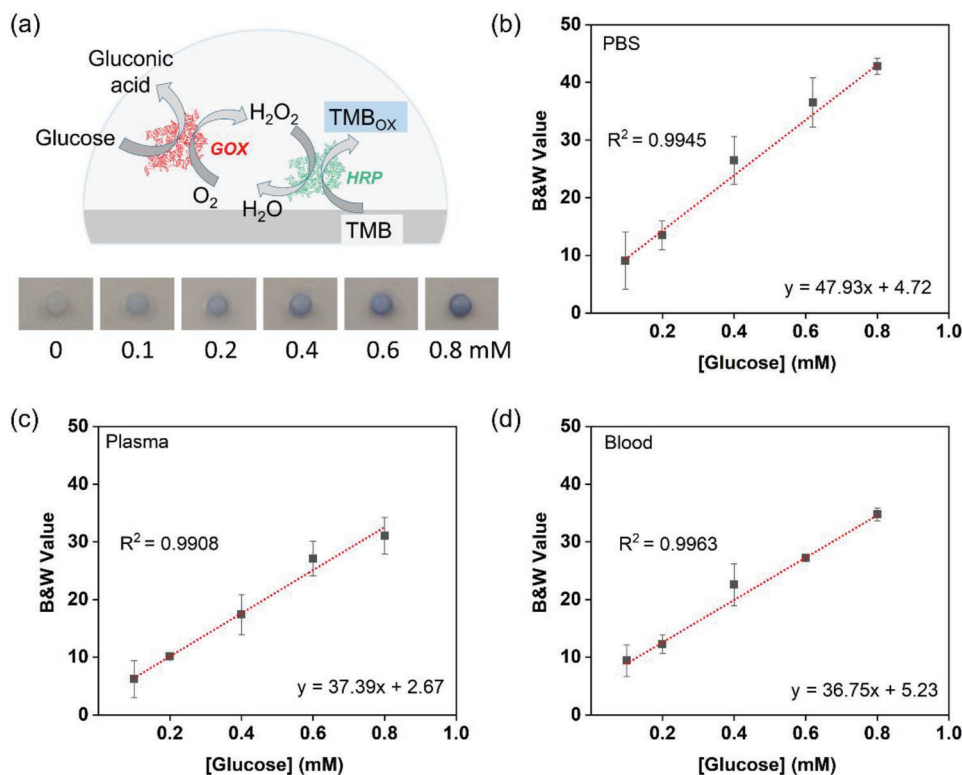 (a)
Gluconic
acid
Glucose
GOX
O₂
H₂O₂
H₂O
HRP
TMB_OX
TMB
0 0.1 0.2 0.4 0.6 0.8 mM
(b)
PBS
R² = 0.9945
y = 47.93x + 4.72
B&W Value
50
40
30
20
10
0
0.2 0.4 0.6 0.8 1.0
[Glucose] (mM)
(c)
Plasma
R² = 0.9908
y = 37.39x + 2.67
B&W Value
50
40
30
20
10
0
0.2 0.4 0.6 0.8 1.0
[Glucose] (mM)
(d)
Blood
R² = 0.9963
y = 36.75x + 5.23
B&W Value
50
40
30
20
10
0
0.2 0.4 0.6 0.8 1.0
[Glucose] (mM)